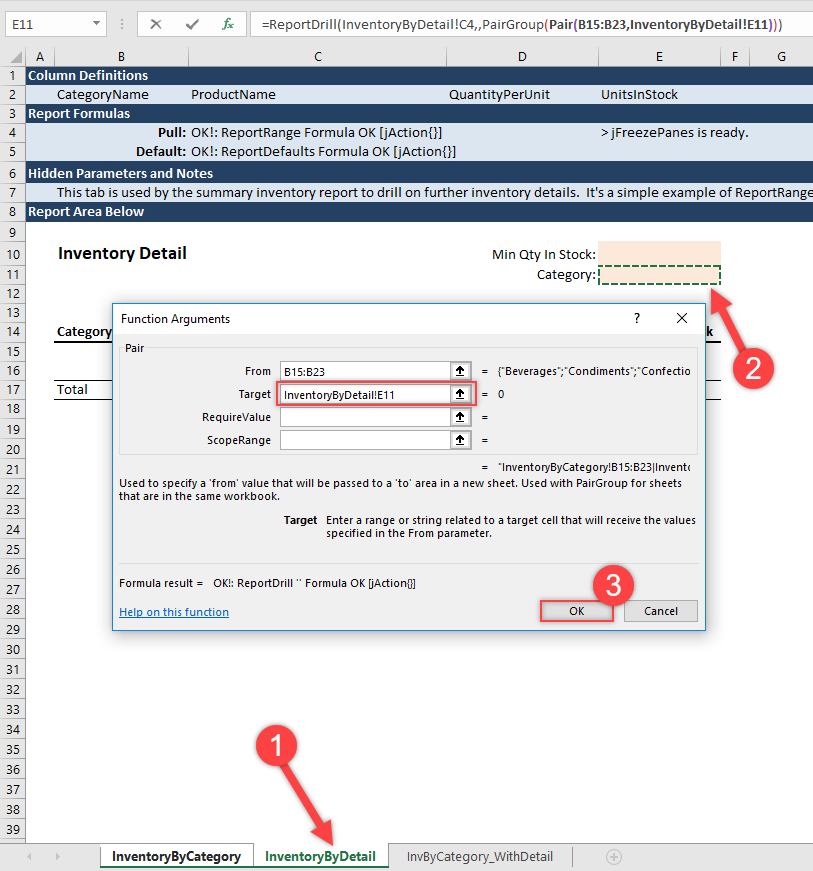 E11
fx
=ReportDrill(InventoryByDetail!C4,,PairGroup(Pair(B15:B23,InventoryByDetail!E11)))
A B C D E F G
1 Column Definitions
2 CategoryName ProductName QuantityPerUnit UnitsInStock
3 Report Formulas
4 Pull: OK!: ReportRange Formula OK [jAction{}] > jFreezePanes is ready.
5 Default: OK!: ReportDefaults Formula OK [jAction{}]
6 Hidden Parameters and Notes
7 This tab is used by the summary inventory report to drill on further inventory details. It's a simple example of ReportRange
8 Report Area Below
9
10 Inventory Detail Min Qty In Stock:
11 Category:
12
13
14 Category k
15
16
17 Total
18
19
20
21
22
23
24
25
26
27
28
29
30
31
32
33
34
35
36
37
38
39
Function Arguments ?
Pair
From B15:B23 = {"Beverages";"Condiments";"Confectio
Target InventoryByDetail!E11 = 0
RequireValue =
ScopeRange =
= "InventoryByCategory!B15:B23|Invento
Used to specify a 'from' value that will be passed to a 'to' area in a new sheet. Used with PairGroup for sheets
that are in the same workbook.
Target Enter a range or string related to a target cell that will receive the values
specified in the From parameter.
Formula result = OK!: ReportDrill '' Formula OK [jAction{}]
Help on this function
OK
Cancel
2
3
1
InventoryByCategory InventoryByDetail InvByCategory_WithDetail